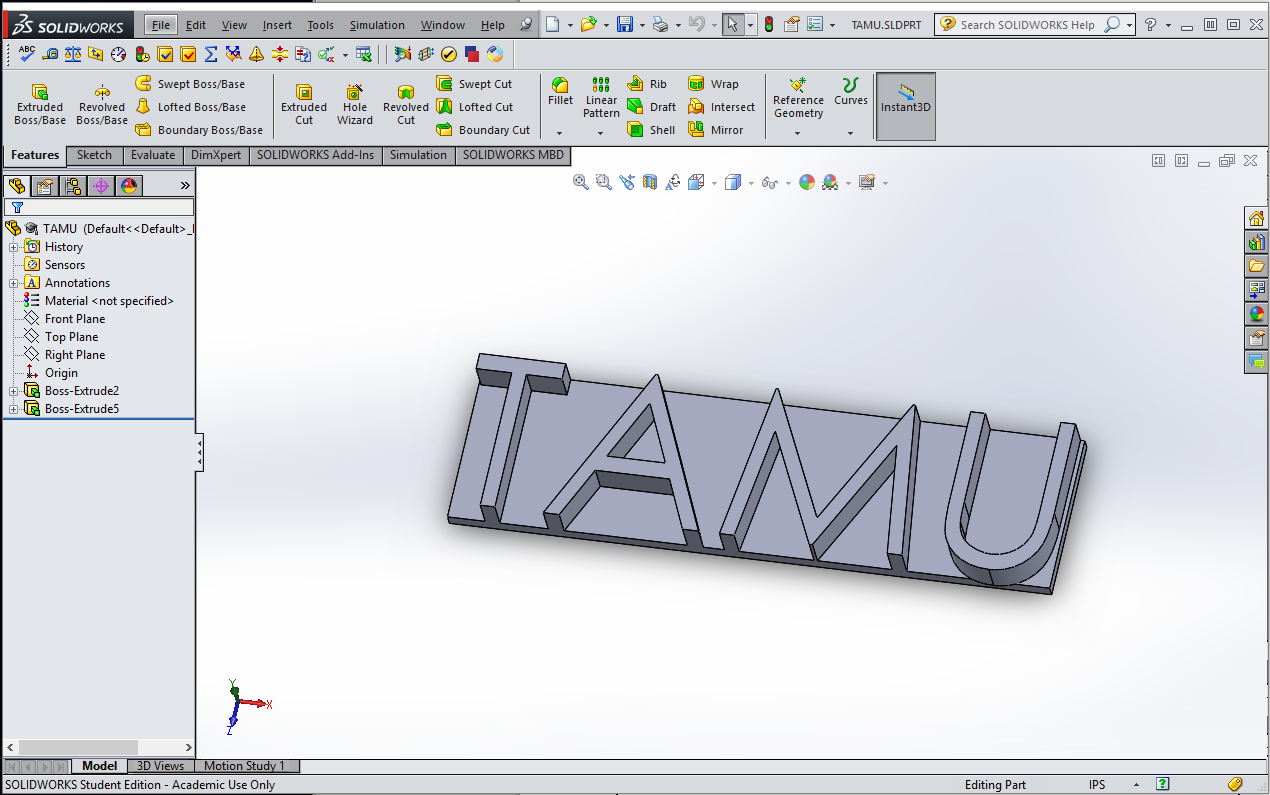 SOLIDWORKS File Edit View Insert Tools Simulation Window Help TAMU.SLDPRT Search SOLIDWORKS Help
ABC
Extruded Boss/Base
Revolved Boss/Base
Swept Boss/Base
Lofted Boss/Base
Boundary Boss/Base
Extruded Cut
Hole Wizard
Revolved Cut
Swept Cut
Lofted Cut
Boundary Cut
Fillet
Linear Pattern
Rib
Draft
Shell
Wrap
Intersect
Mirror
Reference Geometry
Curves
Instant3D
Features Sketch Evaluate DimXpert SOLIDWORKS Add-Ins Simulation SOLIDWORKS MBD
TAMU (Default<<Default>_
History
Sensors
Annotations
Material <not specified>
Front Plane
Top Plane
Right Plane
Origin
Boss-Extrude2
Boss-Extrude5
TAMU
Y
X
Z
Model 3D Views Motion Study 1
SOLIDWORKS Student Edition - Academic Use Only Editing Part IPS